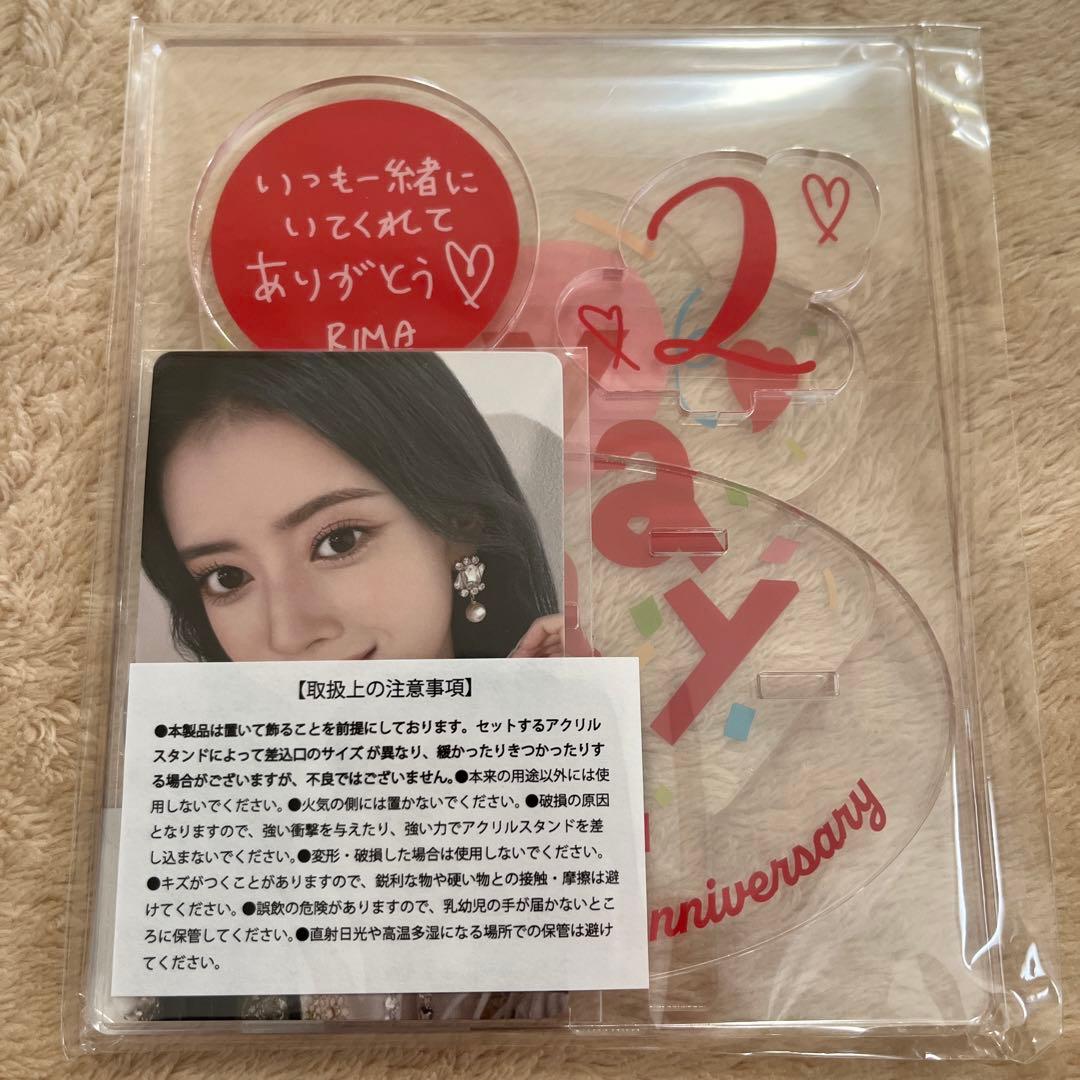 いつも一緒に
いてくれて
ありがとう♡
RIMA
2
ay
nniversary
【取扱上の注意事項】
●本製品は置いて飾ることを前提にしております。セットするアクリル
スタンドによって差込口のサイズが異なり、緩かったりきつかったりす
る場合がございますが、不良ではございません。●本来の用途以外には使
用しないでください。●火気の側には置かないでください。●破損の原因
となりますので、強い衝撃を与えたり、強い力でアクリルスタンドを差
し込まないでください。●変形・破損した場合は使用しないでください。
●キズがつくことがありますので、鋭利な物や硬い物との接触・摩擦は避
けてください。●誤飲の危険がありますので、乳幼児の手が届かないとこ
ろに保管してください。●直射日光や高温多湿になる場所での保管は避け
てください。